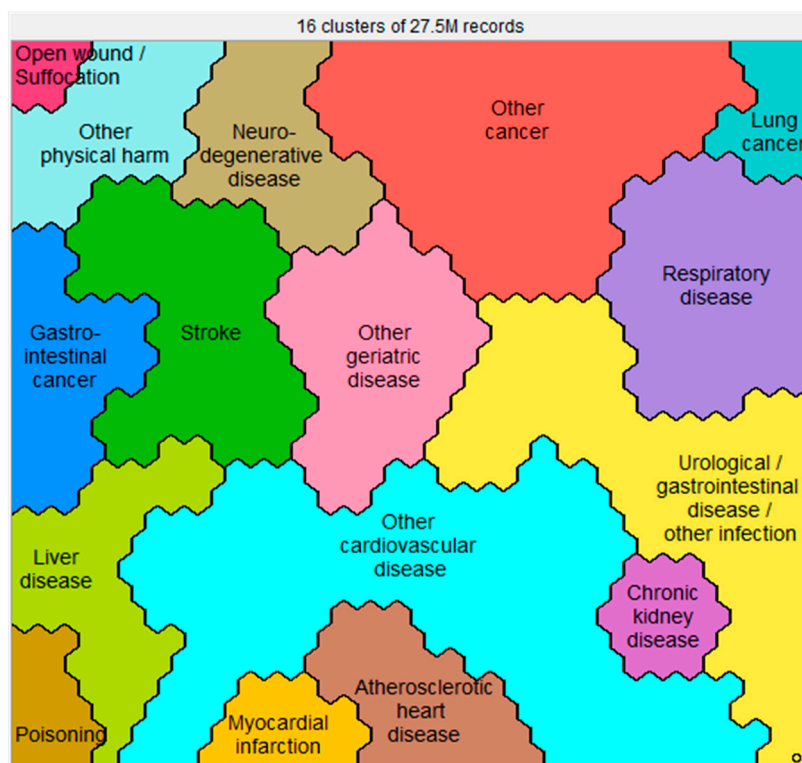 16 clusters of 27.5M records
Open wound /
Suffocation
Other
physical harm
Neuro-
degenerative
disease
Other
cancer
Lung
cancer
Respiratory
disease
Gastro-
intestinal
cancer
Stroke
Other
geriatric
disease
Urological /
gastrointestinal
disease /
other infection
Other
cardiovascular
disease
Liver
disease
Chronic
kidney
disease
Poisoning
Myocardial
infarction
Atherosclerotic
heart
disease